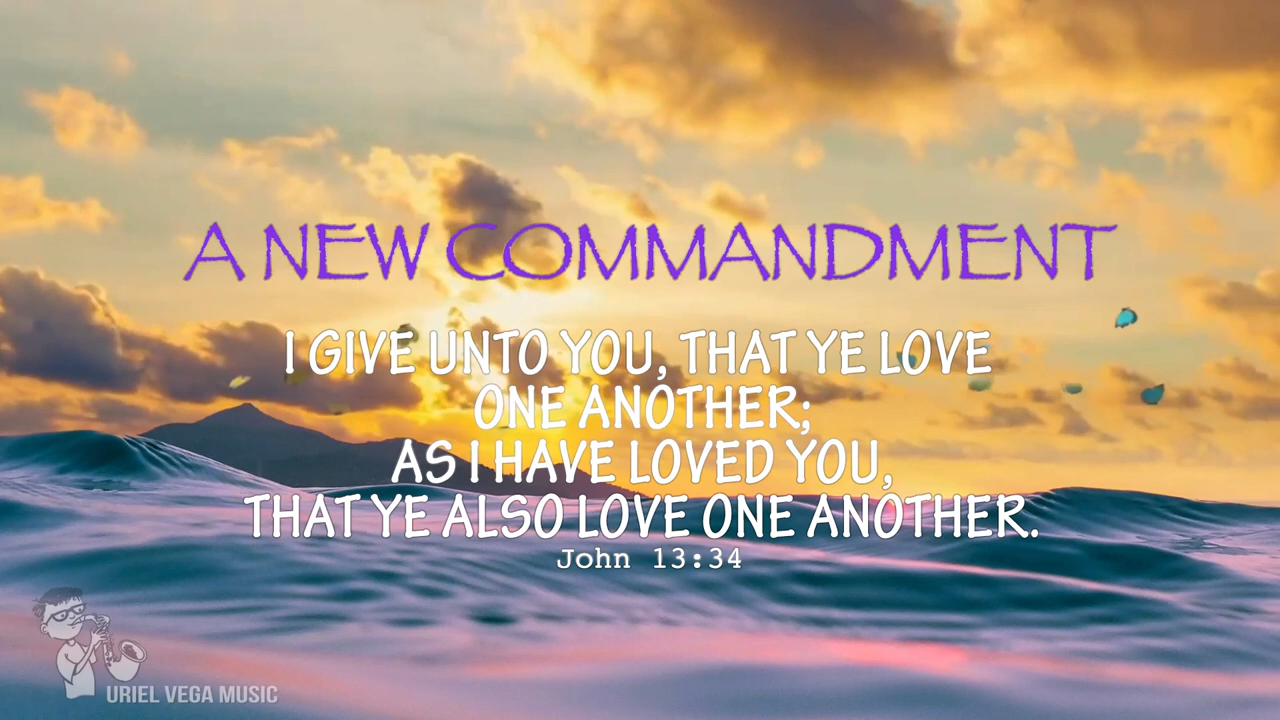 A NEW COMMANDMENT
I GIVE UNTO YOU, THAT YE LOVE
ONE ANOTHER;
AS I HAVE LOVED YOU,
THAT YE ALSO LOVE ONE ANOTHER.
John 13:34
URIEL VEGA MUSIC